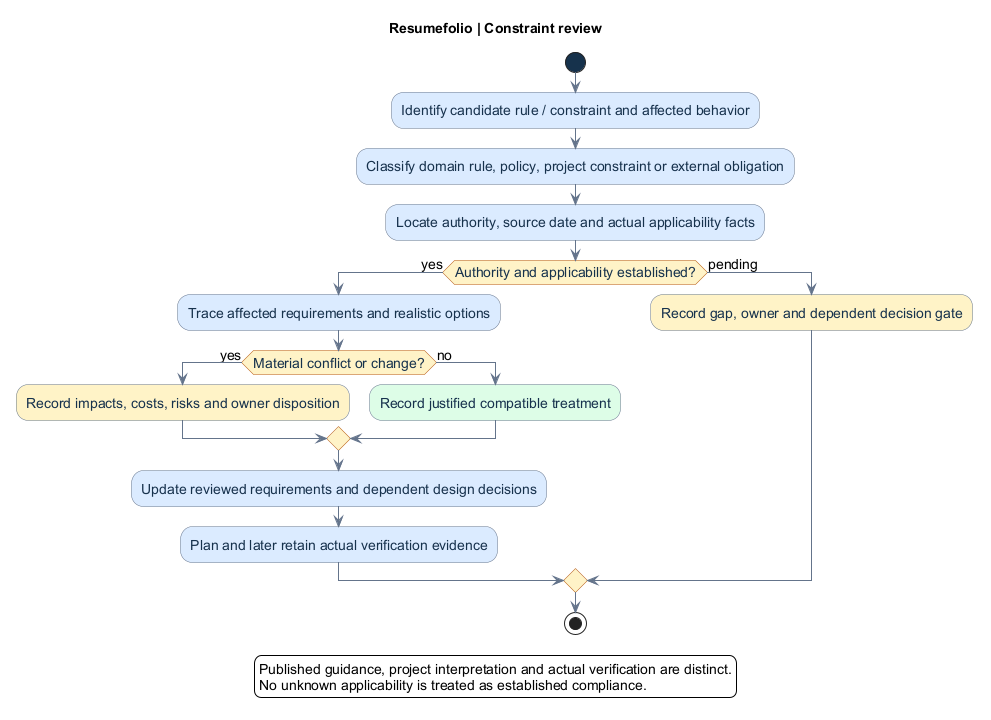 Resumefolio | Constraint review
Identify candidate rule / constraint and affected behavior
Classify domain rule, policy, project constraint or external obligation
Locate authority, source date and actual applicability facts
yes
Authority and applicability established?
pending
Trace affected requirements and realistic options
Record gap, owner and dependent decision gate
yes
Material conflict or change?
no
Record impacts, costs, risks and owner disposition
Record justified compatible treatment
Update reviewed requirements and dependent design decisions
Plan and later retain actual verification evidence
Published guidance, project interpretation and actual verification are distinct.
No unknown applicability is treated as established compliance.